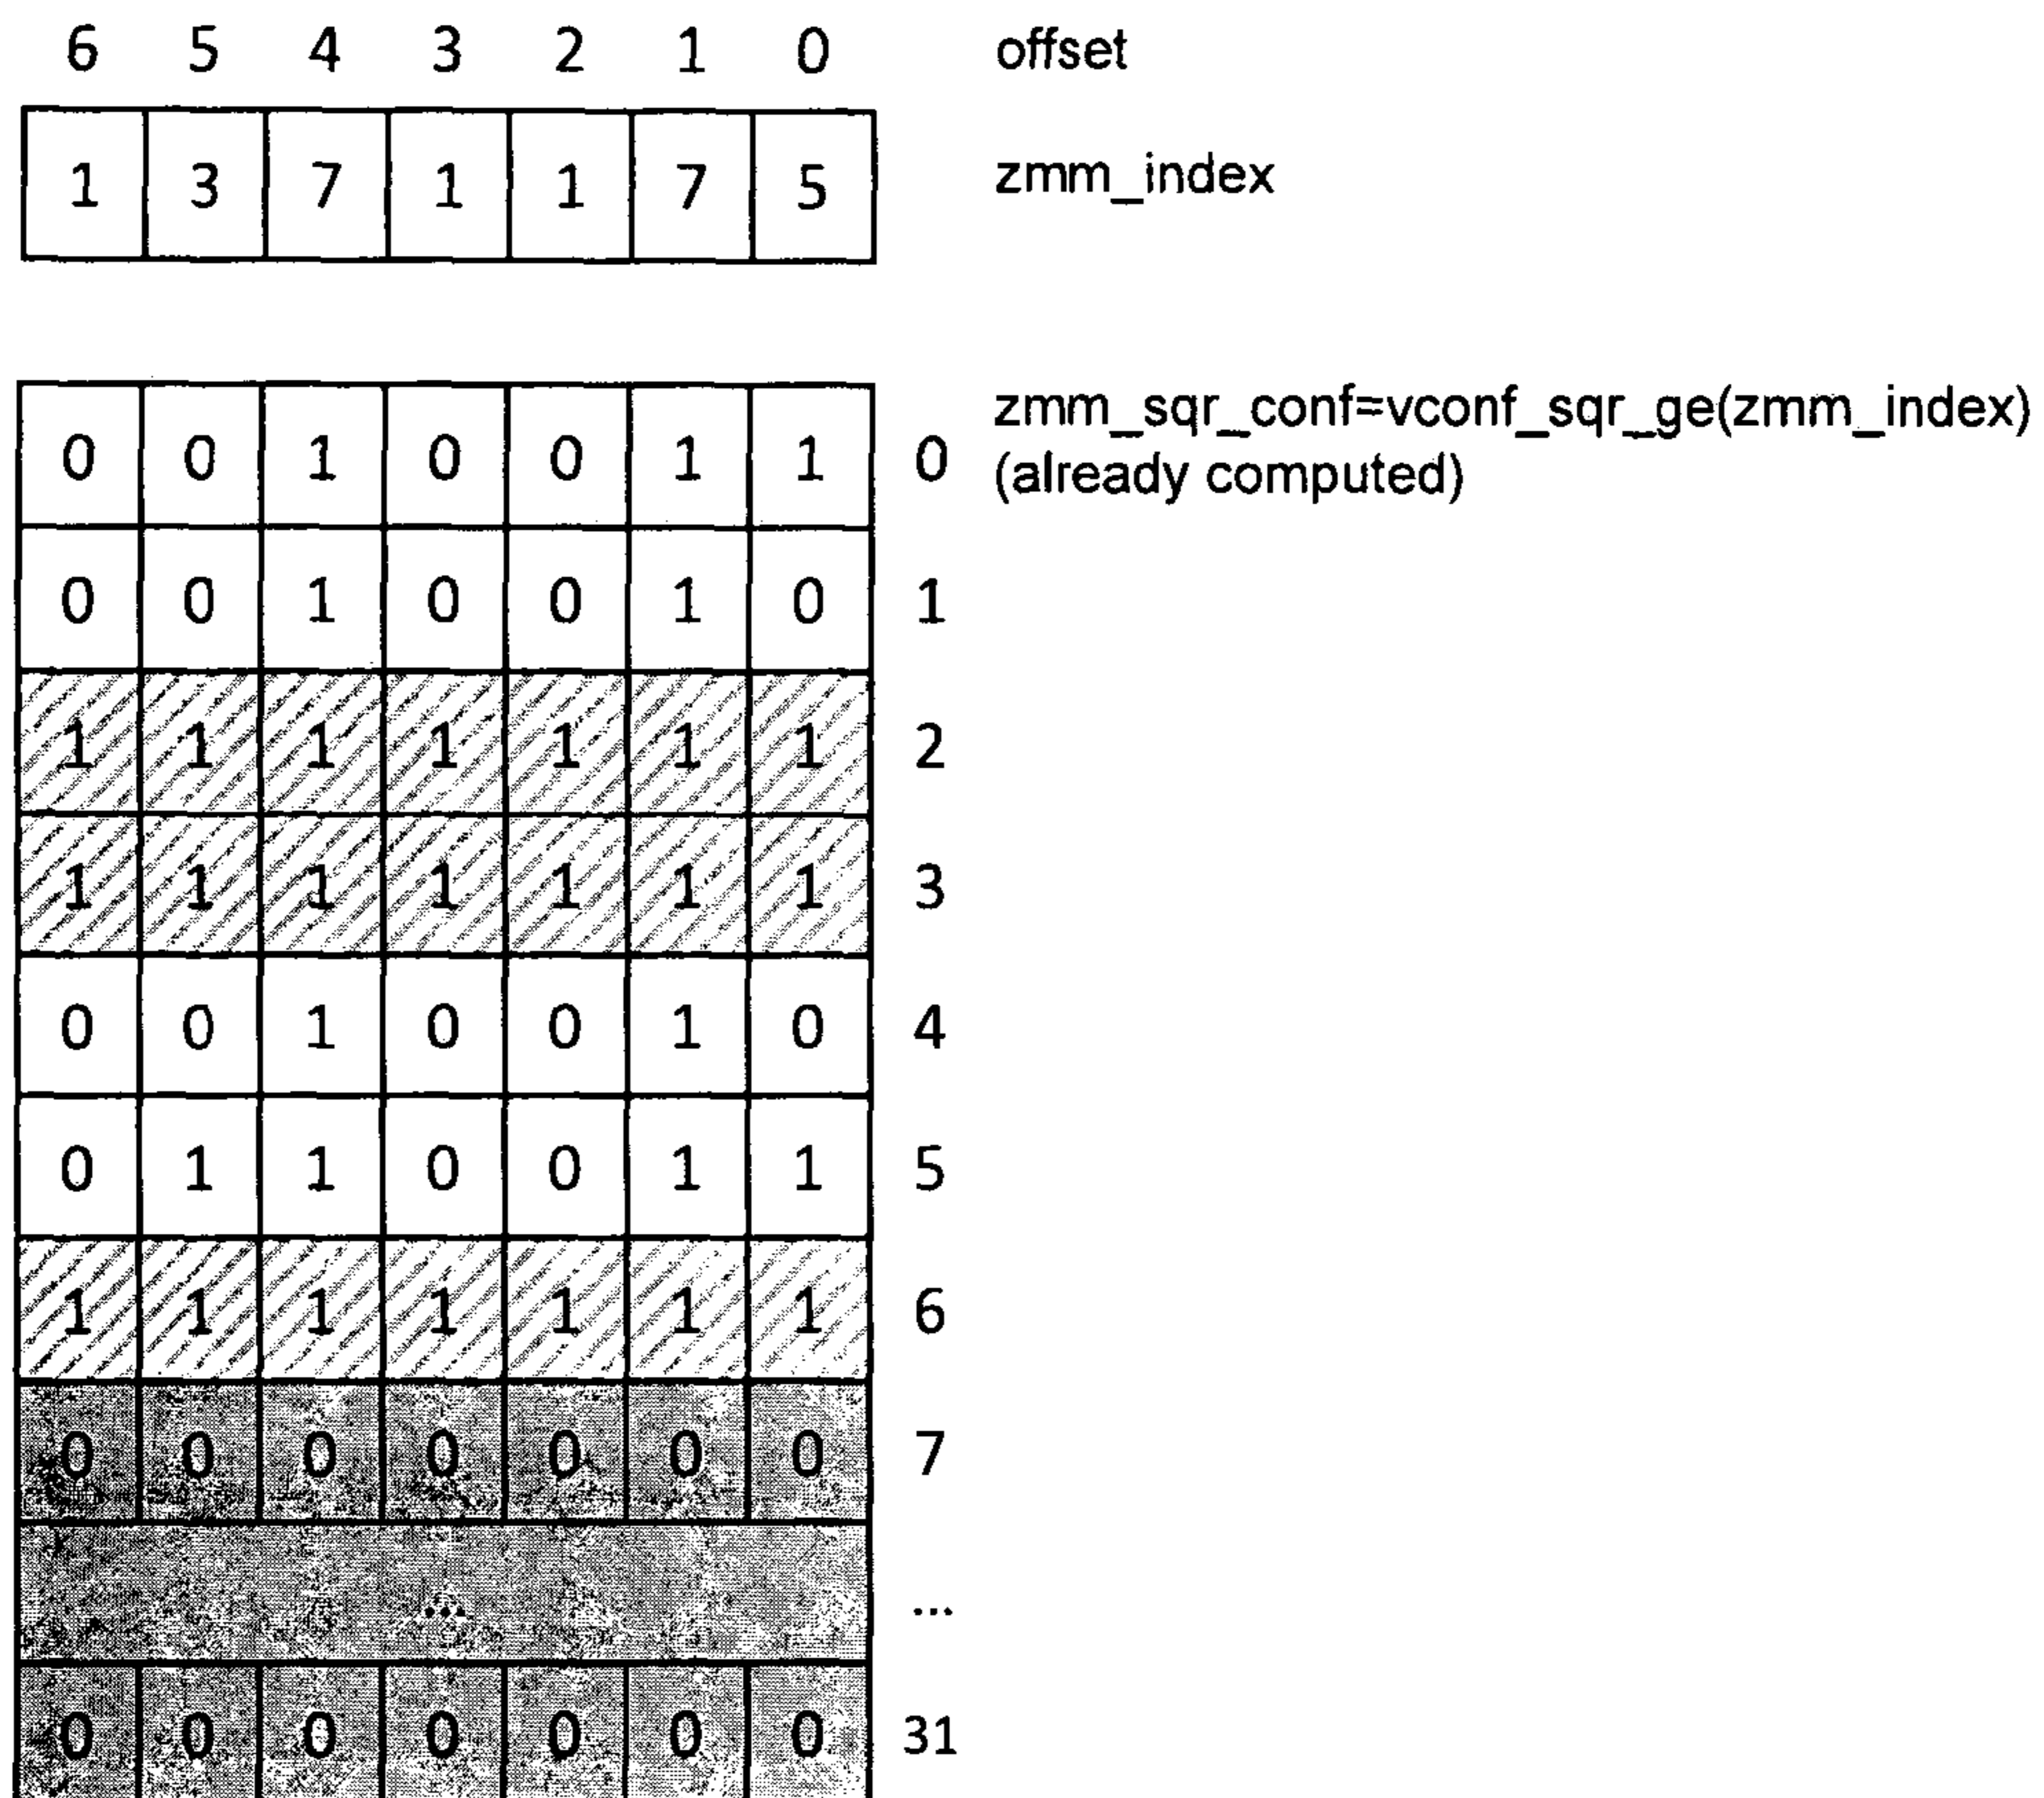 6 5 4 3 2 1 0 offset
1 3 7 1 1 7 5 zmm_index
0 0 1 0 0 1 1 0 zmm_sqr_conf=vconf_sqr_ge(zmm_index)
(already computed)
0 0 1 0 0 1 0 1
1 1 1 1 1 1 1 2
1 1 1 1 1 1 1 3
0 0 1 0 0 1 0 4
0 1 1 0 0 1 1 5
1 1 1 1 1 1 1 6
0 0 0 0 0 0 0 7
... ...
0 0 0 0 0 0 0 31